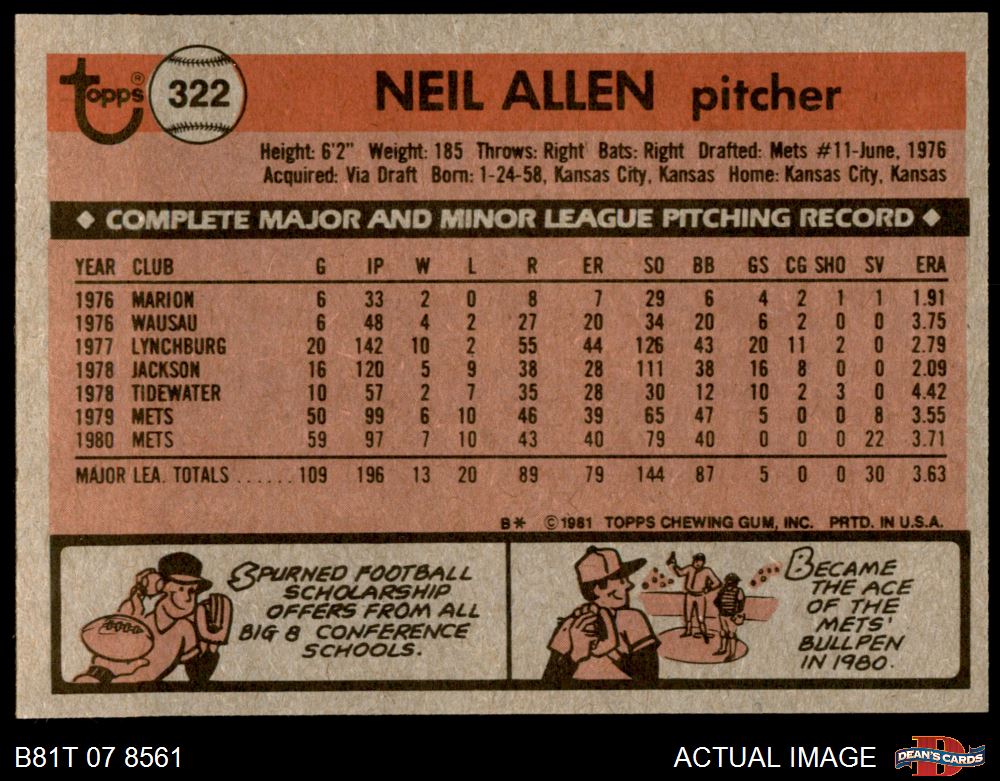 topps ® 322 NEIL ALLEN pitcher
Height: 6'2" Weight: 185 Throws: Right Bats: Right Drafted: Mets #11-June, 1976
Acquired: Via Draft Born: 1-24-58, Kansas City, Kansas Home: Kansas City, Kansas
◆ COMPLETE MAJOR AND MINOR LEAGUE PITCHING RECORD ◆
YEAR CLUB G IP W L R ER SO BB GS CG SHO SV ERA
1976 MARION 6 33 2 0 8 7 29 6 4 2 1 1 1.91
1976 WAUSAU 6 48 4 2 27 20 34 20 6 2 0 0 3.75
1977 LYNCHBURG 20 142 10 2 55 44 126 43 20 11 2 0 2.79
1978 JACKSON 16 120 5 9 38 28 111 38 16 8 0 0 2.09
1978 TIDEWATER 10 57 2 7 35 28 30 12 10 2 3 0 4.42
1979 METS 50 99 6 10 46 39 65 47 5 0 0 8 3.55
1980 METS 59 97 7 10 43 40 79 40 0 0 0 22 3.71
MAJOR LEA. TOTALS ...... 109 196 13 20 89 79 144 87 5 0 0 30 3.63
B* © 1981 TOPPS CHEWING GUM, INC. PRTD. IN U.S.A.
SPURNED FOOTBALL
SCHOLARSHIP
OFFERS FROM ALL
BIG 8 CONFERENCE
SCHOOLS.
BECAME
THE ACE
OF THE
METS'
BULLPEN
IN 1980.
B81T 07 8561
ACTUAL IMAGE
D
DEAN'S CARDS